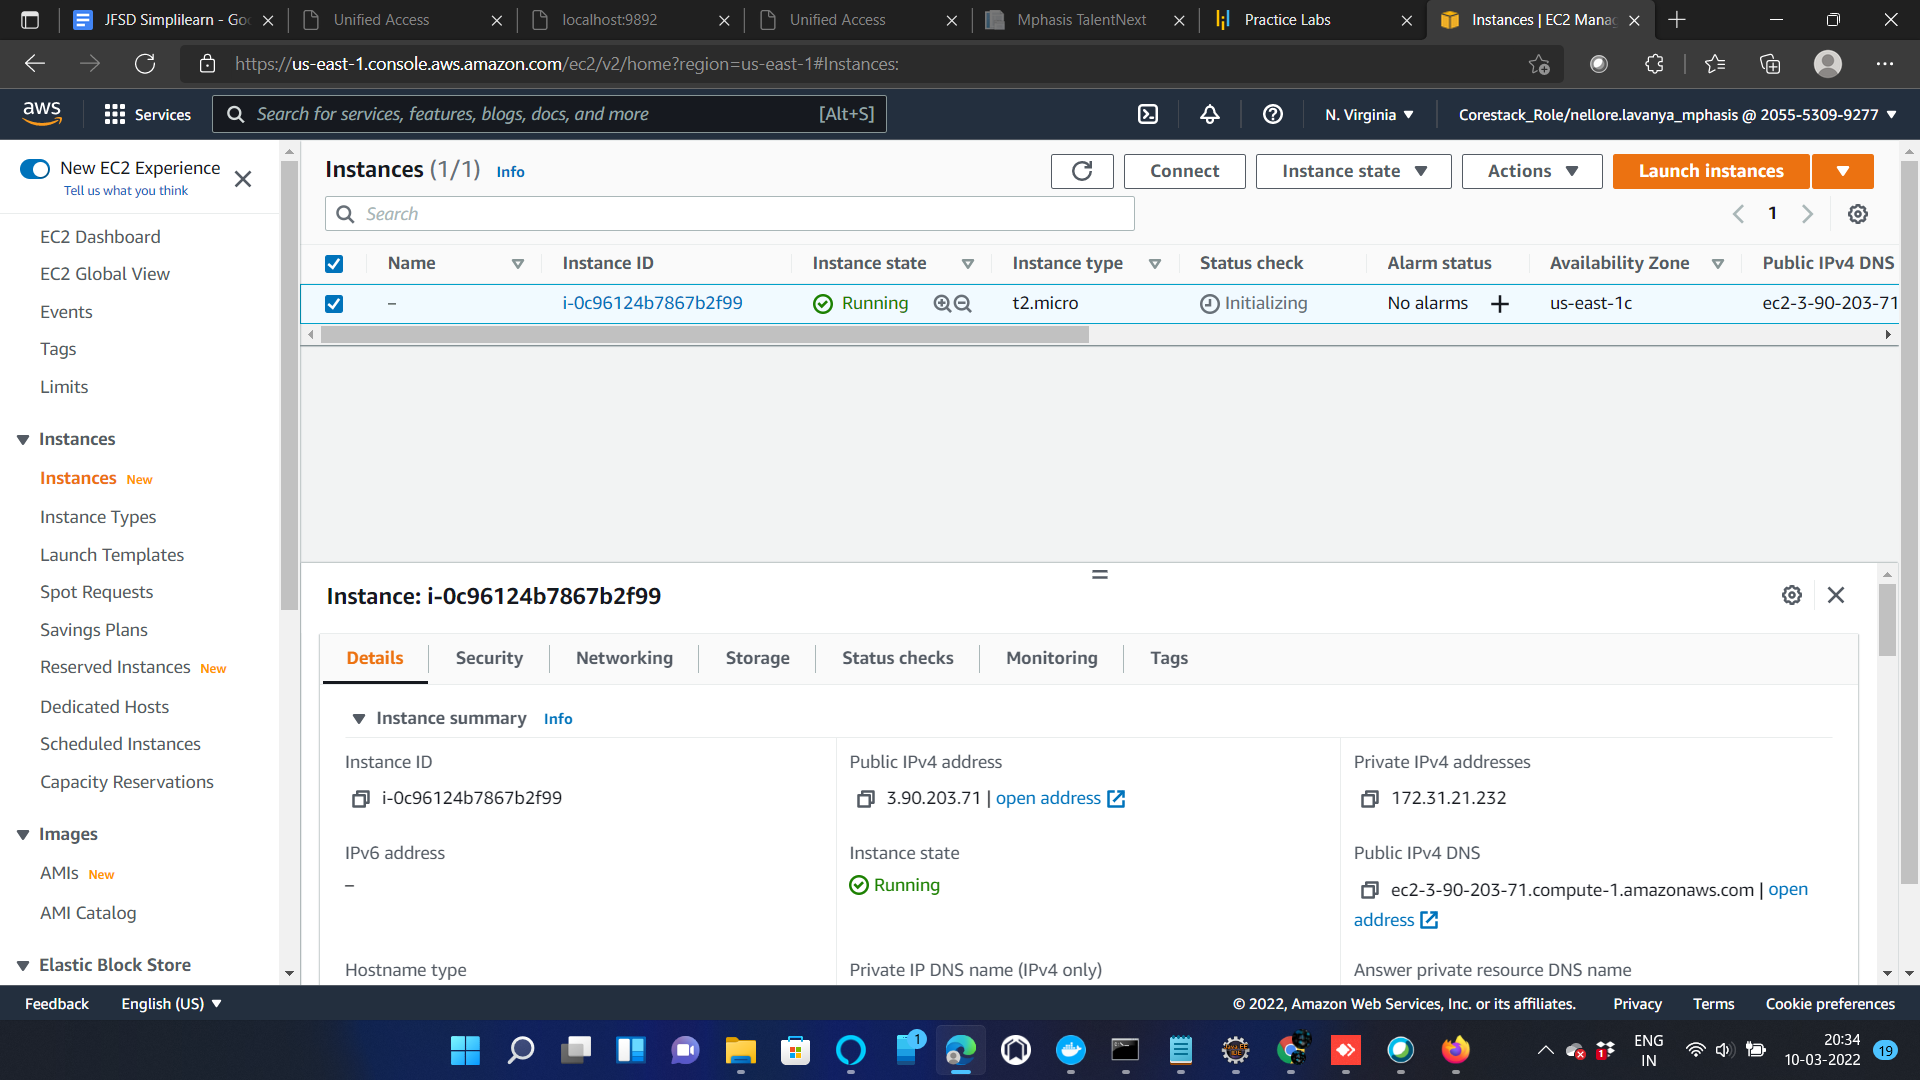 JFSD Simplilearn - Goo
Unified Access
localhost:9892
Unified Access
Mphasis TalentNext
Practice Labs
Instances | EC2 Mana
https://us-east-1.console.aws.amazon.com/ec2/v2/home?region=us-east-1#Instances:
aws
Services
Search for services, features, blogs, docs, and more
[Alt+S]
N. Virginia
Corestack_Role/nellore.lavanya_mphasis @ 2055-5309-9277
New EC2 Experience
Tell us what you think
EC2 Dashboard
EC2 Global View
Events
Tags
Limits
Instances
Instances New
Instance Types
Launch Templates
Spot Requests
Savings Plans
Reserved Instances New
Dedicated Hosts
Scheduled Instances
Capacity Reservations
Images
AMIs New
AMI Catalog
Elastic Block Store
Instances (1/1) Info
Connect
Instance state
Actions
Launch instances
Search
1
Name
Instance ID
Instance state
Instance type
Status check
Alarm status
Availability Zone
Public IPv4 DNS
–
i-0c96124b7867b2f99
Running
t2.micro
Initializing
No alarms +
us-east-1c
ec2-3-90-203-71
Instance: i-0c96124b7867b2f99
Details
Security
Networking
Storage
Status checks
Monitoring
Tags
Instance summary Info
Instance ID
i-0c96124b7867b2f99
Public IPv4 address
3.90.203.71 | open address
Private IPv4 addresses
172.31.21.232
IPv6 address
–
Instance state
Running
Public IPv4 DNS
ec2-3-90-203-71.compute-1.amazonaws.com | open
address
Hostname type
Private IP DNS name (IPv4 only)
Answer private resource DNS name
Feedback
English (US)
© 2022, Amazon Web Services, Inc. or its affiliates.
Privacy
Terms
Cookie preferences
1
1
ENG
IN
20:34
10-03-2022
19